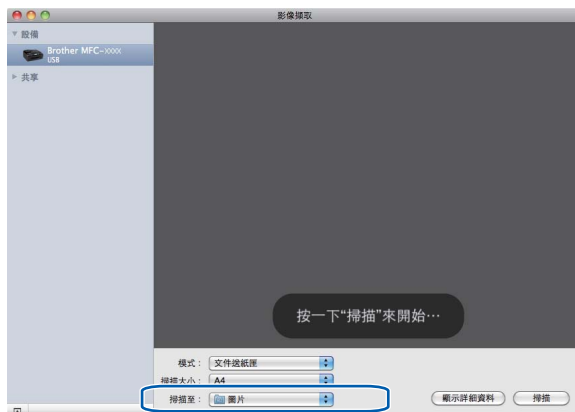 影像擷取
設備
Brother MFC-XXXX
USB
共享
按一下“掃描”來開始⋯
模式：文件送紙匣
掃描大小：A4
掃描至：圖片
顯示詳細資料 掃描